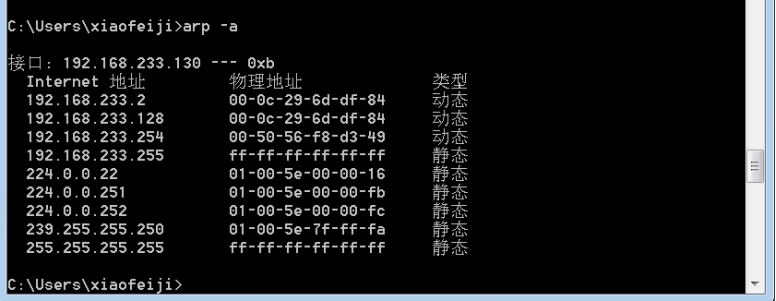 C:\Users\xiaofeiji>arp -a
接口: 192.168.233.130 --- 0xb
Internet 地址 物理地址 类型
192.168.233.2 00-0c-29-6d-df-84 动态
192.168.233.128 00-0c-29-6d-df-84 动态
192.168.233.254 00-50-56-f8-d3-49 动态
192.168.233.255 ff-ff-ff-ff-ff-ff 静态
224.0.0.22 01-00-5e-00-00-16 静态
224.0.0.251 01-00-5e-00-00-fb 静态
224.0.0.252 01-00-5e-00-00-fc 静态
239.255.255.250 01-00-5e-7f-ff-fa 静态
255.255.255.255 ff-ff-ff-ff-ff-ff 静态
C:\Users\xiaofeiji>